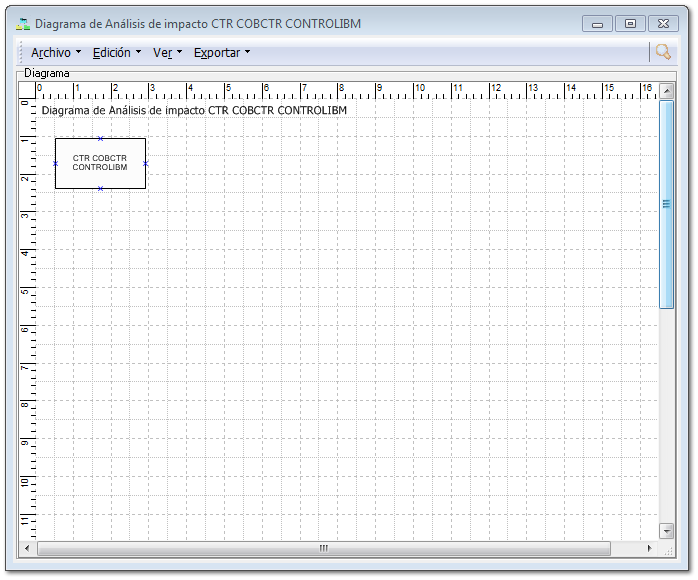 Diagrama de Análisis de impacto CTR COBCTR CONTROLIBM
Archivo Edición Ver Exportar
Diagrama
0 1 2 3 4 5 6 7 8 9 10 11 12 13 14 15 16
Diagrama de Análisis de impacto CTR COBCTR CONTROLIBM
CTR COBCTR
CONTROLIBM
0
1
2
3
4
5
6
7
8
9
10
11